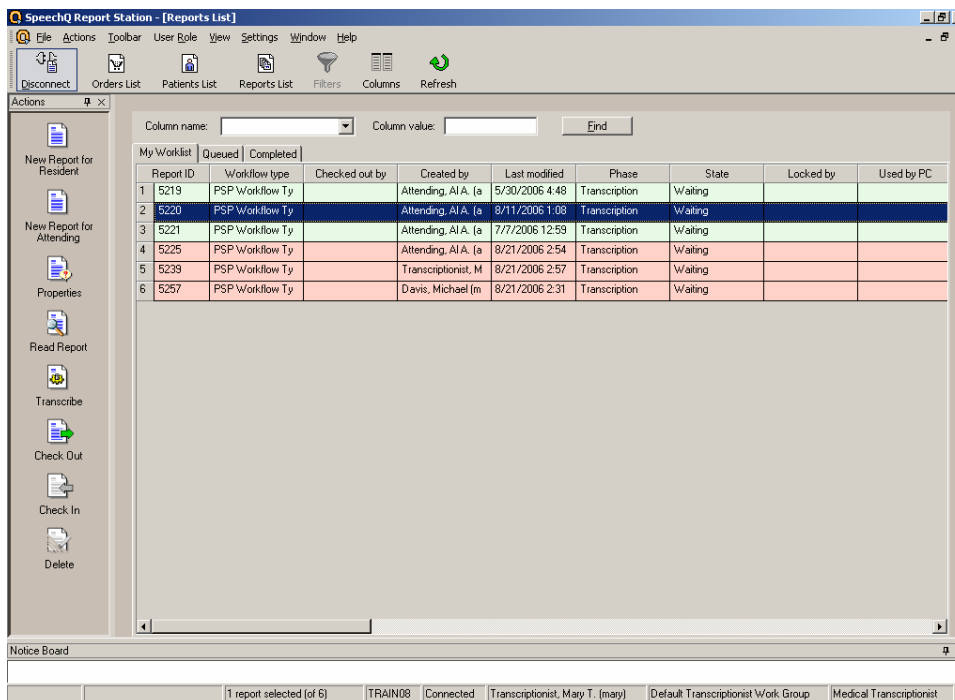 SpeechQ Report Station - [Reports List]
File Actions Toolbar User Role View Settings Window Help
Disconnect Orders List Patients List Reports List Filters Columns Refresh
Actions
Column name: Column value: Find
My Worklist Queued Completed
Report ID Workflow type Checked out by Created by Last modified Phase State Locked by Used by PC
1 5219 PSP Workflow Ty Attending, Al A. (a 5/30/2006 4:48 Transcription Waiting
2 5220 PSP Workflow Ty Attending, Al A. (a 8/11/2006 1:08 Transcription Waiting
3 5221 PSP Workflow Ty Attending, Al A. (a 7/7/2006 12:59 Transcription Waiting
4 5225 PSP Workflow Ty Attending, Al A. (a 8/21/2006 2:54 Transcription Waiting
5 5239 PSP Workflow Ty Transcriptionist, M 8/21/2006 2:57 Transcription Waiting
6 5257 PSP Workflow Ty Davis, Michael (m 8/21/2006 2:31 Transcription Waiting
New Report for
Resident
New Report for
Attending
Properties
Read Report
Transcribe
Check Out
Check In
Delete
Notice Board
1 report selected (of 6) TRAIN08 Connected Transcriptionist, Mary T. (mary) Default Transcriptionist Work Group Medical Transcriptionist